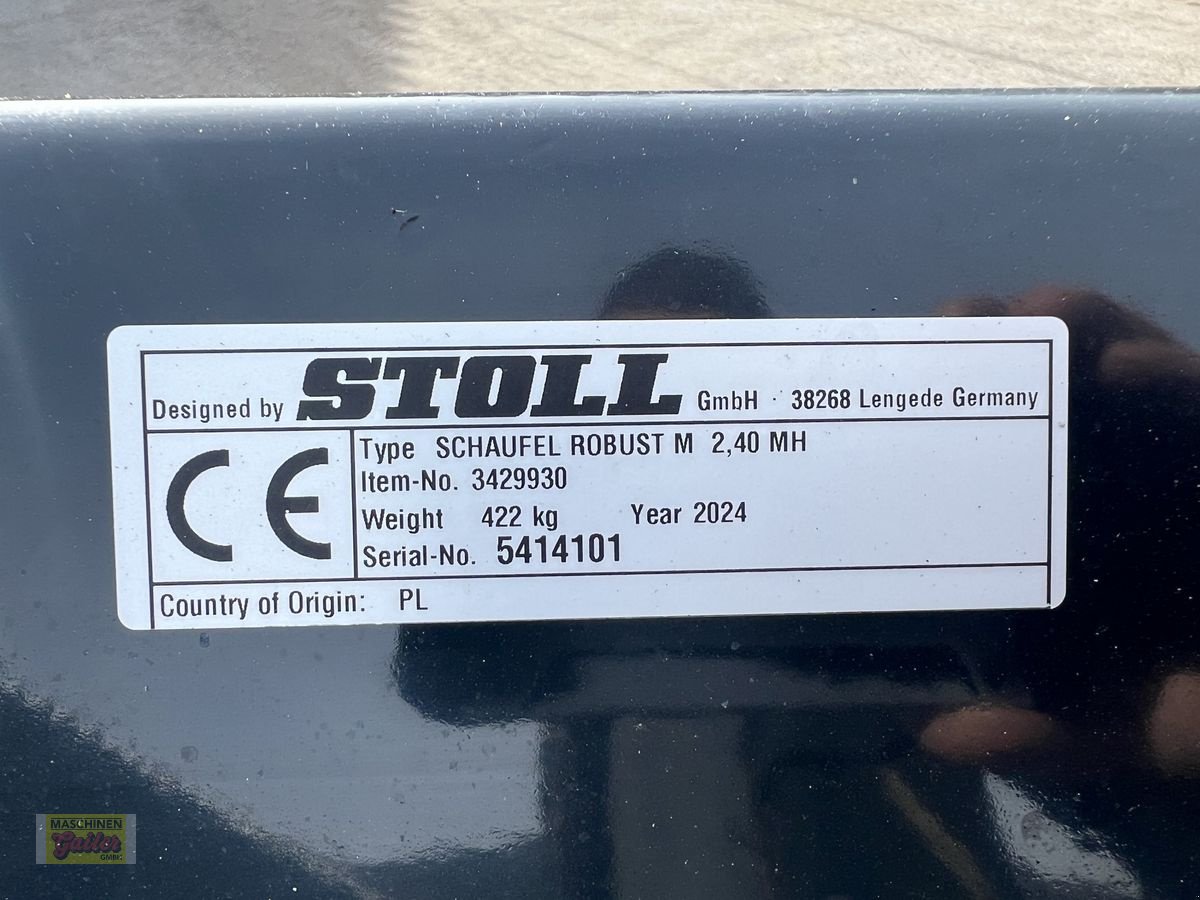 Designed by STOLL GmbH · 38268 Lengede Germany
CE
Type SCHAUFEL ROBUST M 2,40 MH
Item-No. 3429930
Weight 422 kg Year 2024
Serial-No. 5414101
Country of Origin: PL
MASCHINEN
Gailer
GMBH